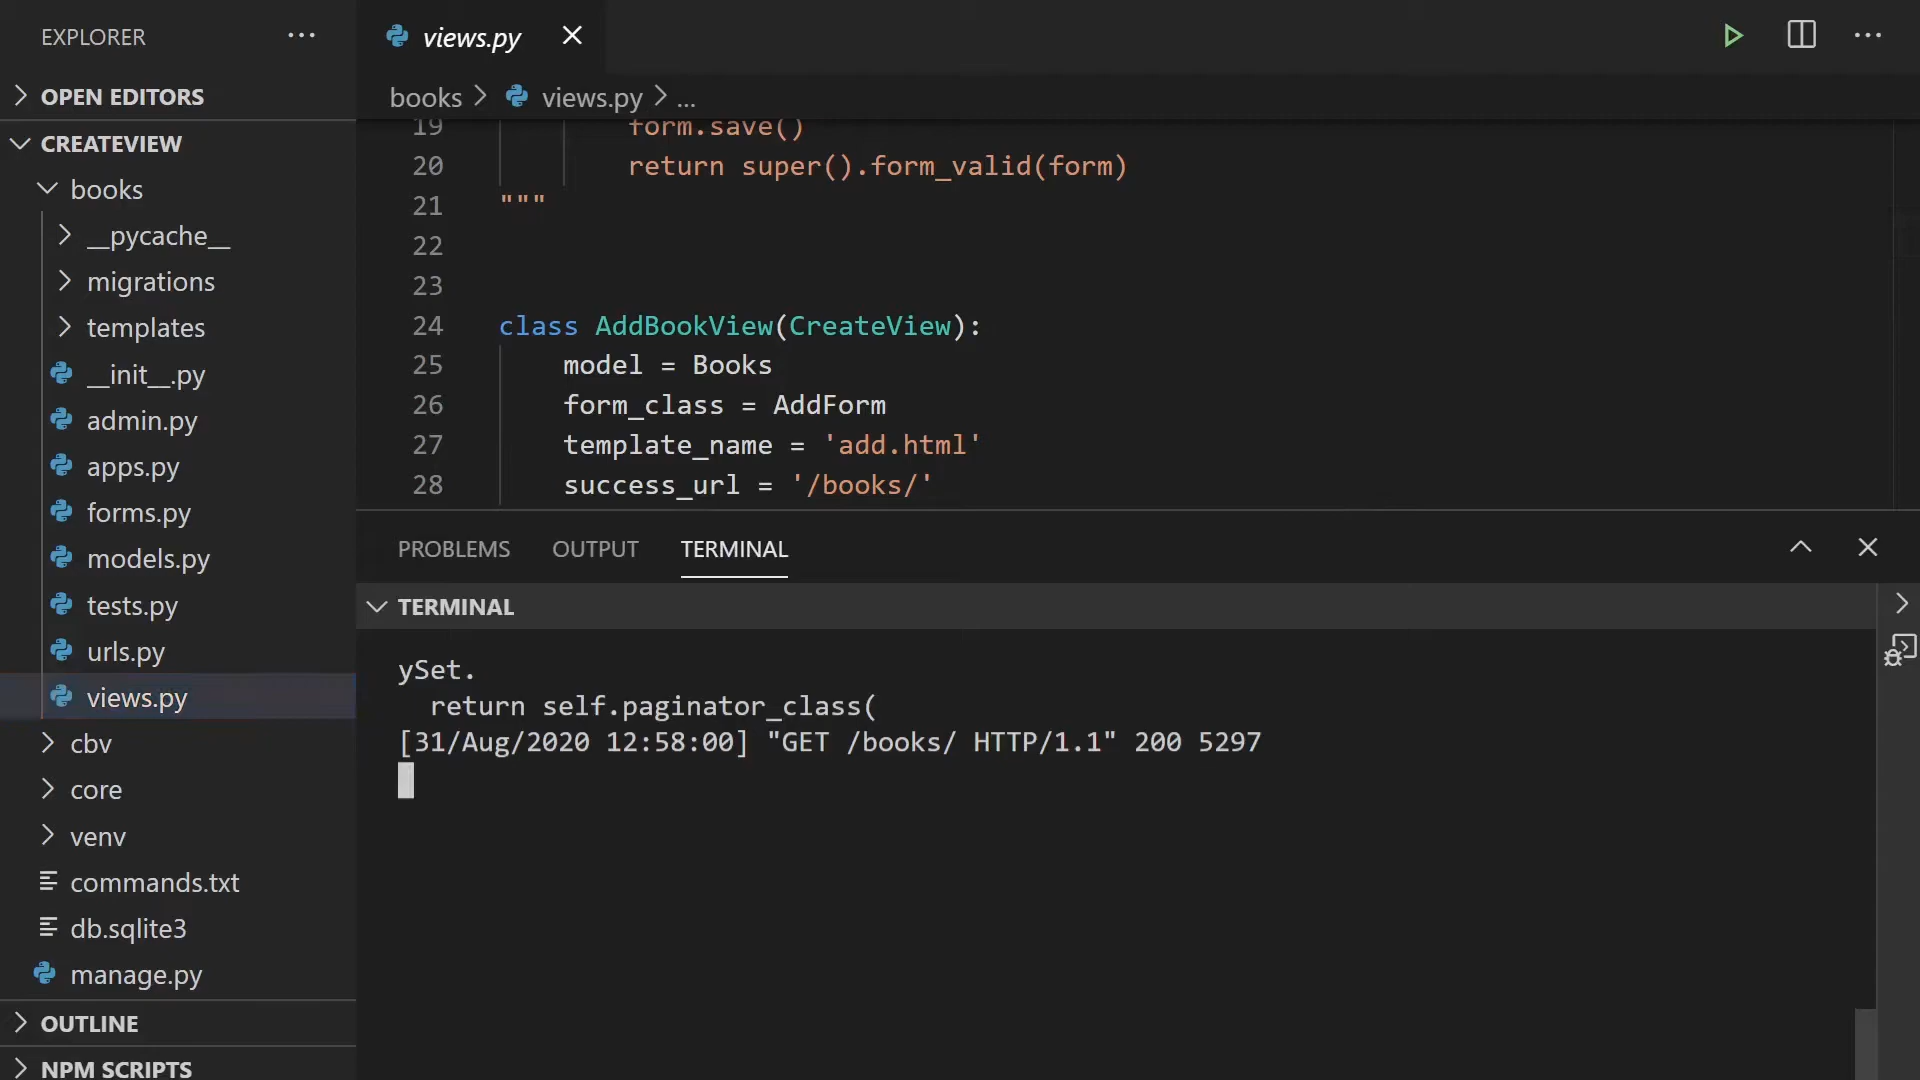 EXPLORER
OPEN EDITORS
CREATEVIEW
books
__pycache__
migrations
templates
__init__.py
admin.py
apps.py
forms.py
models.py
tests.py
urls.py
views.py
cbv
core
venv
commands.txt
db.sqlite3
manage.py
OUTLINE
NPM SCRIPTS
views.py
books > views.py > ...
19 form.save()
20 return super().form_valid(form)
21 """
22
23
24 class AddBookView(CreateView):
25 model = Books
26 form_class = AddForm
27 template_name = 'add.html'
28 success_url = '/books/'
PROBLEMS OUTPUT TERMINAL
TERMINAL
ySet.
return self.paginator_class(
[31/Aug/2020 12:58:00] "GET /books/ HTTP/1.1" 200 5297